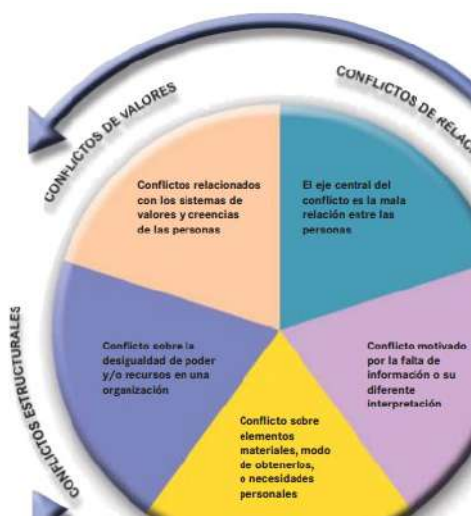 CONFLICTOS DE VALORES
CONFLICTOS DE
Conflictos relacionados
con los sistemas de
valores y creencias
de las personas
El eje central del
conflicto es la mala
relación entre las
personas
CONFLICTOS ESTRUCTURALES
Conflicto sobre la
desigualdad de poder
y/o recursos en una
organización
Conflicto motivado
por la falta de
información o su
diferente
interpretación
Conflicto sobre
elementos
materiales, modo
de obtenerlos,
o necesidades
personales